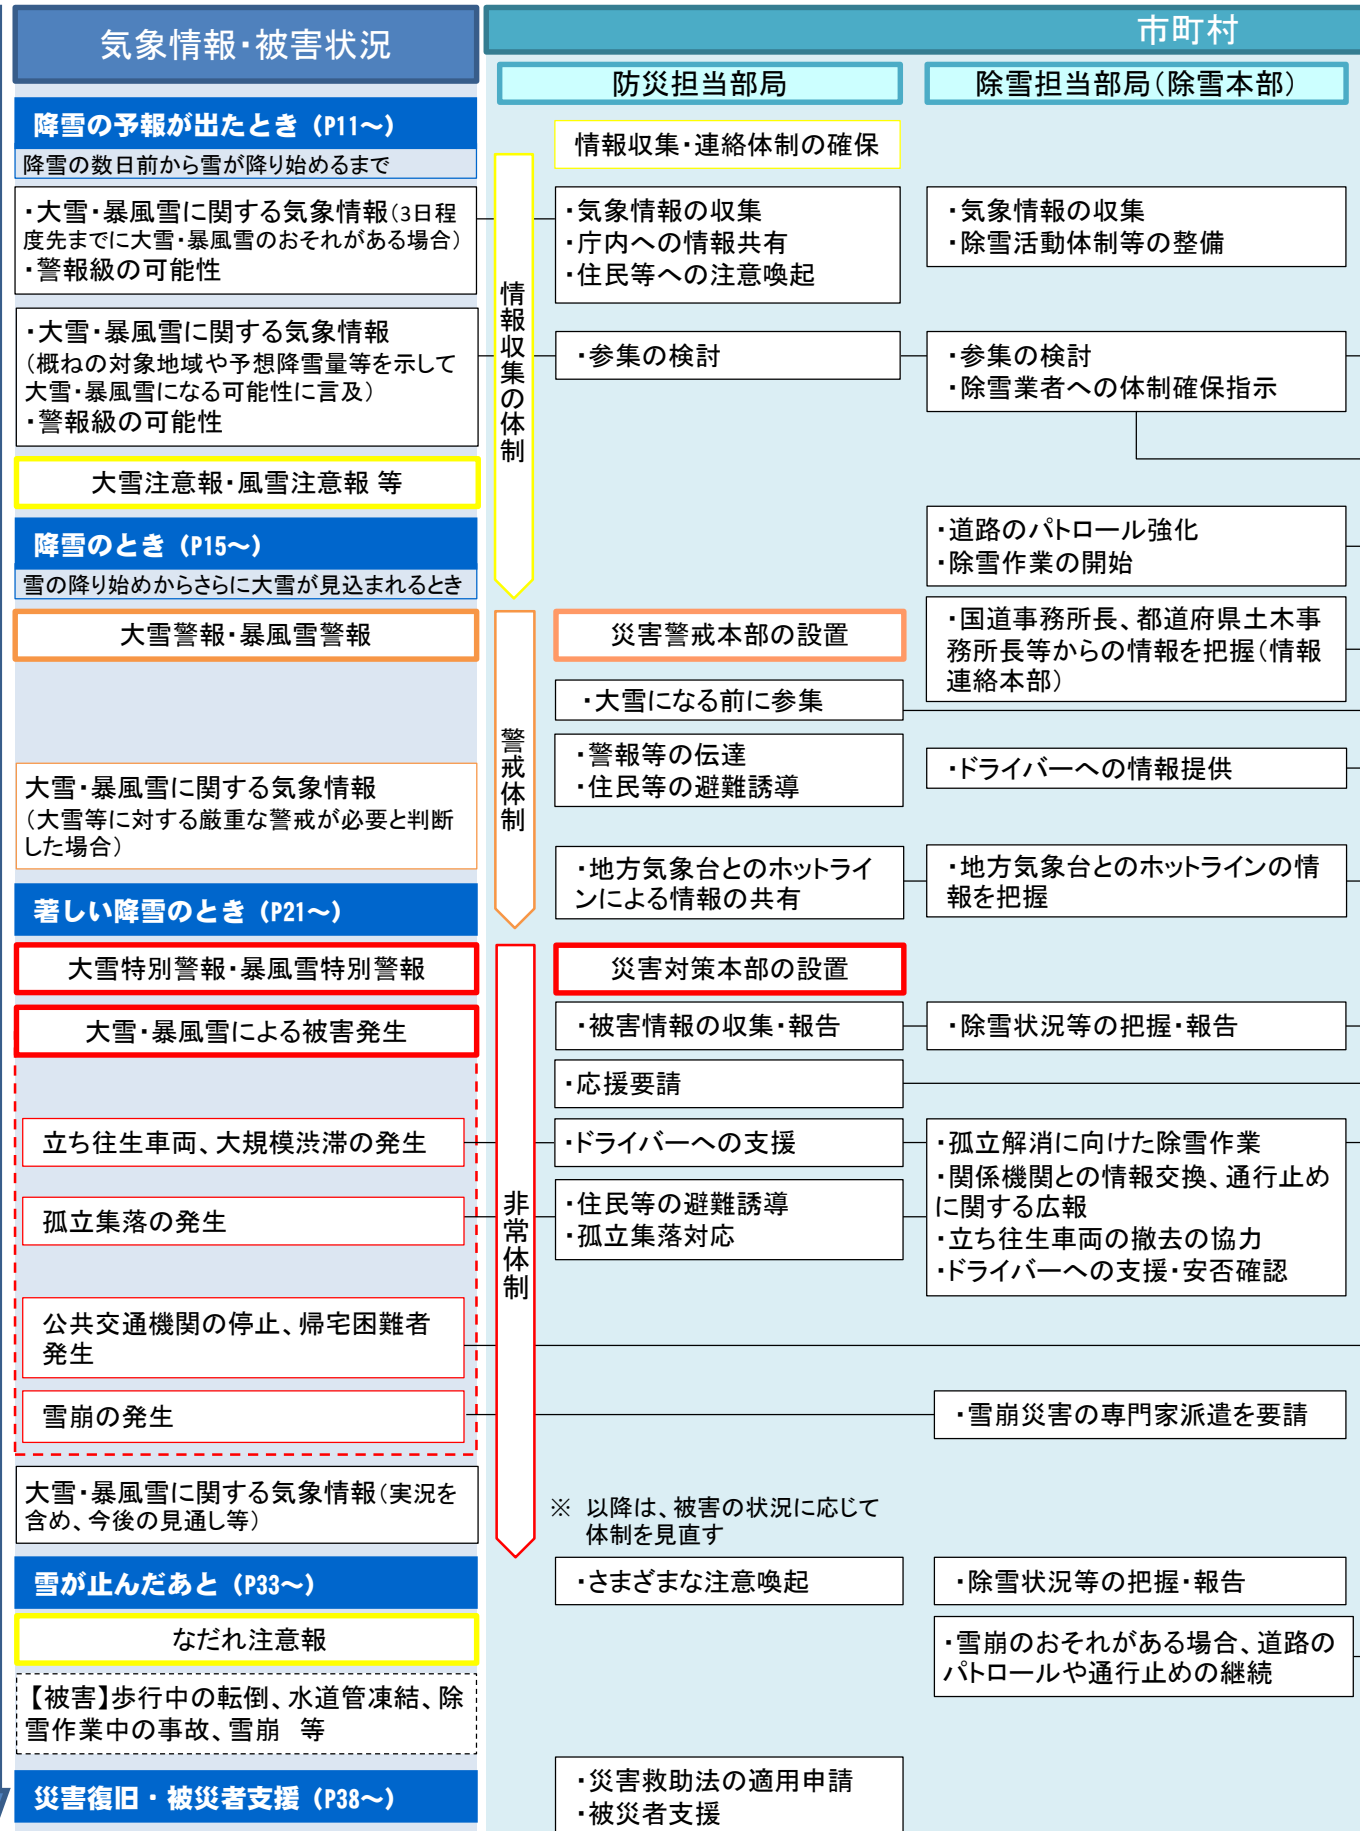 気象情報・被害状況
市町村
防災担当部局
除雪担当部局(除雪本部)
降雪の予報が出たとき (P11~)
降雪の数日前から雪が降り始めるまで
情報収集・連絡体制の確保
・大雪・暴風雪に関する気象情報(3日程
度先までに大雪・暴風雪のおそれがある場合)
・警報級の可能性
・気象情報の収集
・庁内への情報共有
・住民等への注意喚起
・気象情報の収集
・除雪活動体制等の整備
情報収集の体制
・大雪・暴風雪に関する気象情報
(概ねの対象地域や予想降雪量等を示して
大雪・暴風雪になる可能性に言及)
・警報級の可能性
・参集の検討
・参集の検討
・除雪業者への体制確保指示
大雪注意報・風雪注意報 等
降雪のとき (P15~)
雪の降り始めからさらに大雪が見込まれるとき
・道路のパトロール強化
・除雪作業の開始
大雪警報・暴風雪警報
災害警戒本部の設置
・国道事務所長、都道府県土木事
務所長等からの情報を把握(情報
連絡本部)
・大雪になる前に参集
警戒体制
・警報等の伝達
・住民等の避難誘導
・ドライバーへの情報提供
大雪・暴風雪に関する気象情報
(大雪等に対する厳重な警戒が必要と判断
した場合)
・地方気象台とのホットライ
ンによる情報の共有
・地方気象台とのホットラインの情
報を把握
著しい降雪のとき (P21~)
大雪特別警報・暴風雪特別警報
災害対策本部の設置
大雪・暴風雪による被害発生
・被害情報の収集・報告
・除雪状況等の把握・報告
・応援要請
立ち往生車両、大規模渋滞の発生
・ドライバーへの支援
・孤立解消に向けた除雪作業
・関係機関との情報交換、通行止め
に関する広報
・立ち往生車両の撤去の協力
・ドライバーへの支援・安否確認
孤立集落の発生
・住民等の避難誘導
・孤立集落対応
非常体制
公共交通機関の停止、帰宅困難者
発生
雪崩の発生
・雪崩災害の専門家派遣を要請
大雪・暴風雪に関する気象情報(実況を
含め、今後の見通し等)
※ 以降は、被害の状況に応じて
体制を見直す
雪が止んだあと (P33~)
・さまざまな注意喚起
・除雪状況等の把握・報告
なだれ注意報
・雪崩のおそれがある場合、道路の
パトロールや通行止めの継続
【被害】歩行中の転倒、水道管凍結、除
雪作業中の事故、雪崩 等
災害復旧・被災者支援 (P38~)
・災害救助法の適用申請
・被災者支援